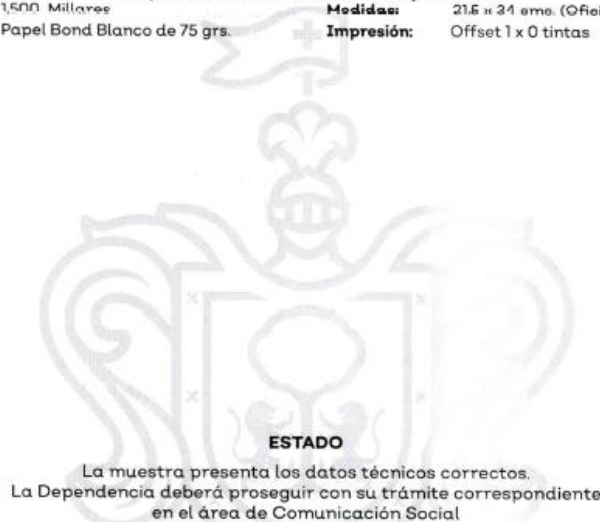 1,500 Millares Medidas: 21.5 x 34 cms.
Papel Bond Blanco de 75 grs. Impresión: Offset 1 x 0 tintas
ESTADO
La muestra presenta los datos técnicos correctos.
La Dependencia deberá proseguir con su trámite correspondiente
en el área de Comunicación Social